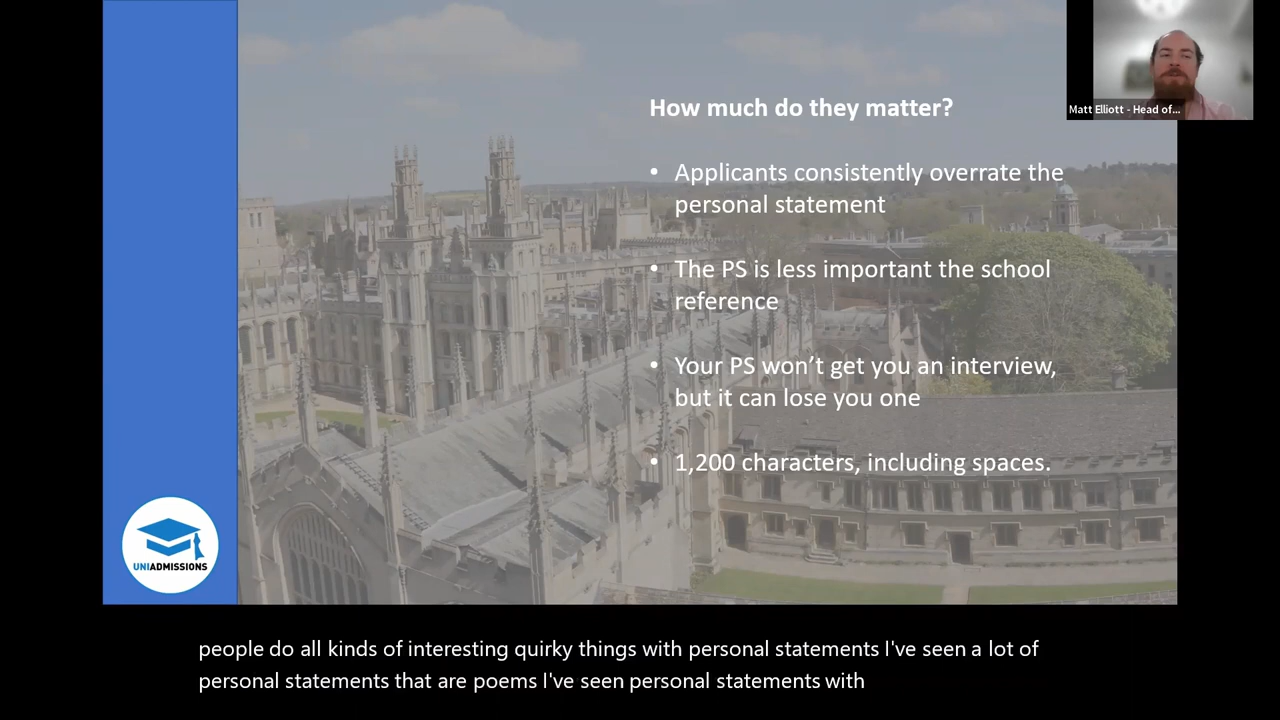 How much do they matter?
Matt Elliott - Head of...
• Applicants consistently overrate the
personal statement
• The PS is less important the school
reference
• Your PS won’t get you an interview,
but it can lose you one
• 1,200 characters, including spaces.
UNIADMISSIONS
people do all kinds of interesting quirky things with personal statements I've seen a lot of
personal statements that are poems I've seen personal statements with